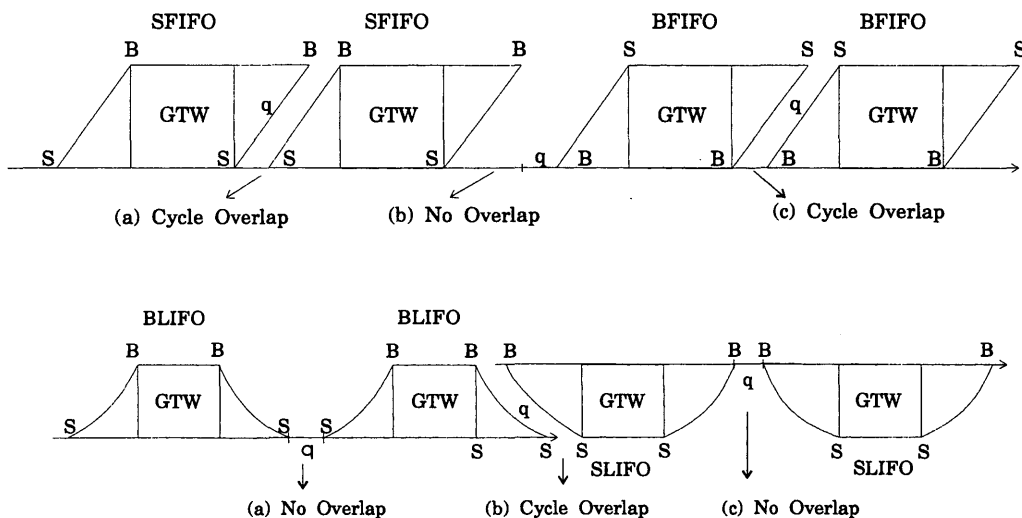 SFIFO SFIFO BFIFO BFIFO
B B B B S S S S
GTW q GTW GTW q GTW
S S S S q B B B B
(a) Cycle Overlap (b) No Overlap (c) Cycle Overlap
BLIFO BLIFO
B B B B B B B B
GTW GTW q GTW q GTW
S S S q S S S S S S
SLIFO SLIFO
(a) No Overlap (b) Cycle Overlap (c) No Overlap